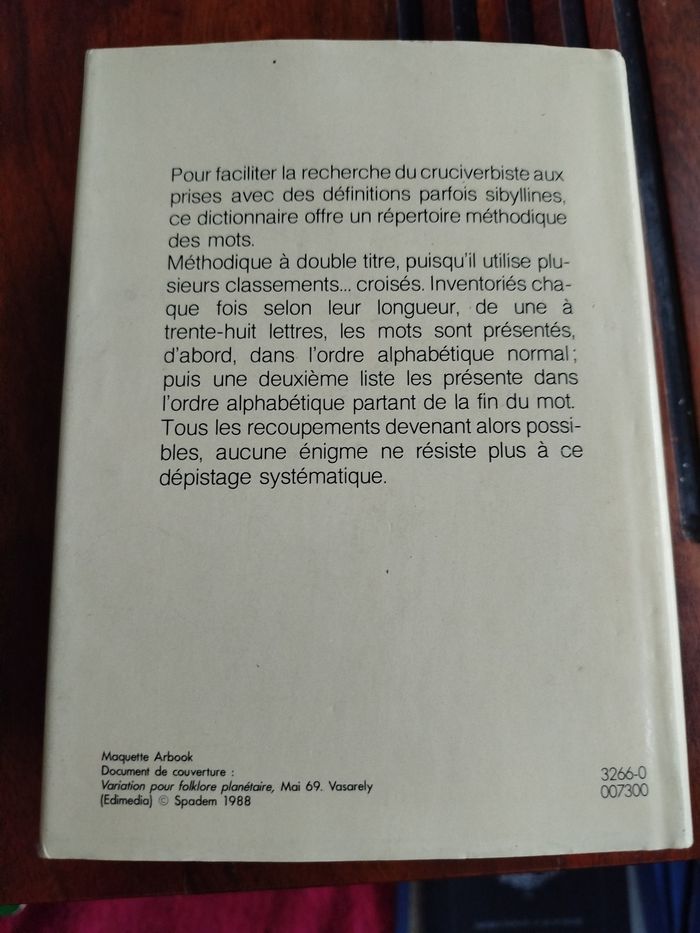 Pour faciliter la recherche du cruciverbiste aux
prises avec des définitions parfois sibyllines,
ce dictionnaire offre un répertoire méthodique
des mots.
Méthodique à double titre, puisqu'il utilise plu-
sieurs classements... croisés. Inventoriés cha-
que fois selon leur longueur, de une à
trente-huit lettres, les mots sont présentés,
d'abord, dans l'ordre alphabétique normal;
puis une deuxième liste les présente dans
l'ordre alphabétique partant de la fin du mot.
Tous les recoupements devenant alors possi-
bles, aucune énigme ne résiste plus à ce
dépistage systématique.
Maquette Arbook
Document de couverture :
Variation pour folklore planétaire, Mai 69. Vasarely
(Edimedia) © Spadem 1988
3266-0
007300